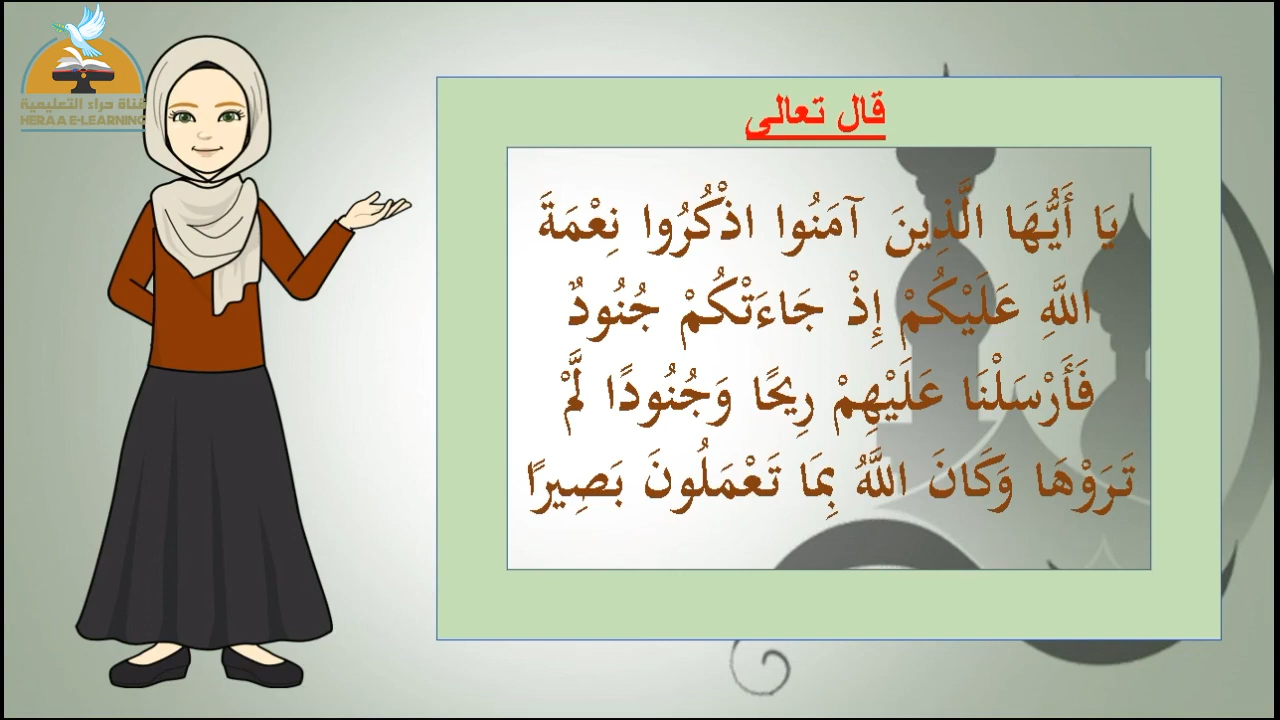 قناة حراء التعليمية
HERAA E-LEARNING
قال تعالى
يَا أَيُّهَا الَّذِينَ آمَنُوا اذْكُرُوا نِعْمَةَ
اللَّهِ عَلَيْكُمْ إِذْ جَاءَتْكُمْ جُنُودٌ
فَأَرْسَلْنَا عَلَيْهِمْ رِيحًا وَجُنُودًا لَّمْ
تَرَوْهَا وَكَانَ اللَّهُ بِمَا تَعْمَلُونَ بَصِيرًا